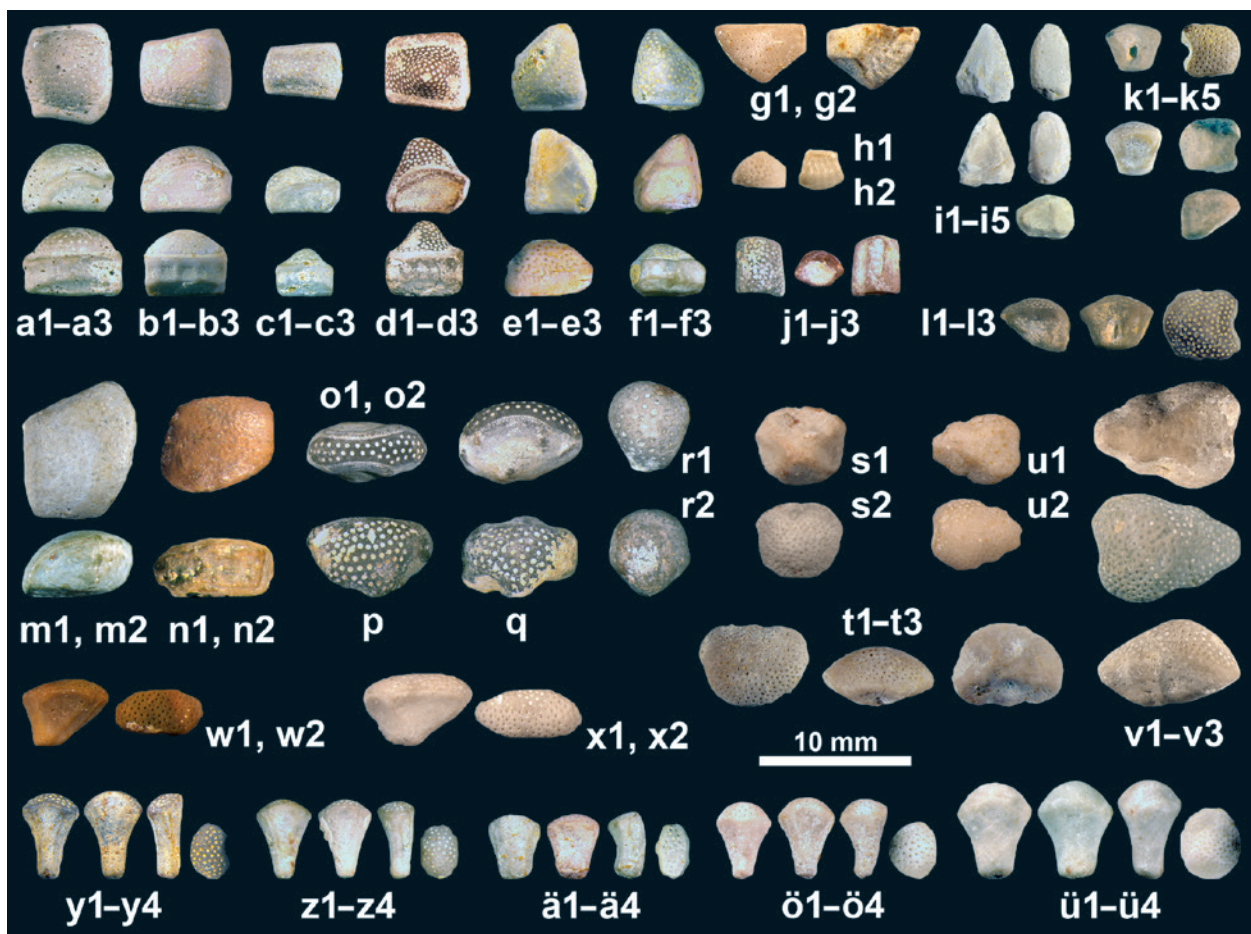 g1, g2
k1–k5
h1
h2
i1–i5
a1–a3
b1–b3
c1–c3
d1–d3
e1–e3
f1–f3
j1–j3
l1–l3
o1, o2
r1
r2
s1
s2
u1
u2
m1, m2
n1, n2
p
q
t1–t3
w1, w2
x1, x2
10 mm
v1–v3
y1–y4
z1–z4
ä1–ä4
ö1–ö4
ü1–ü4